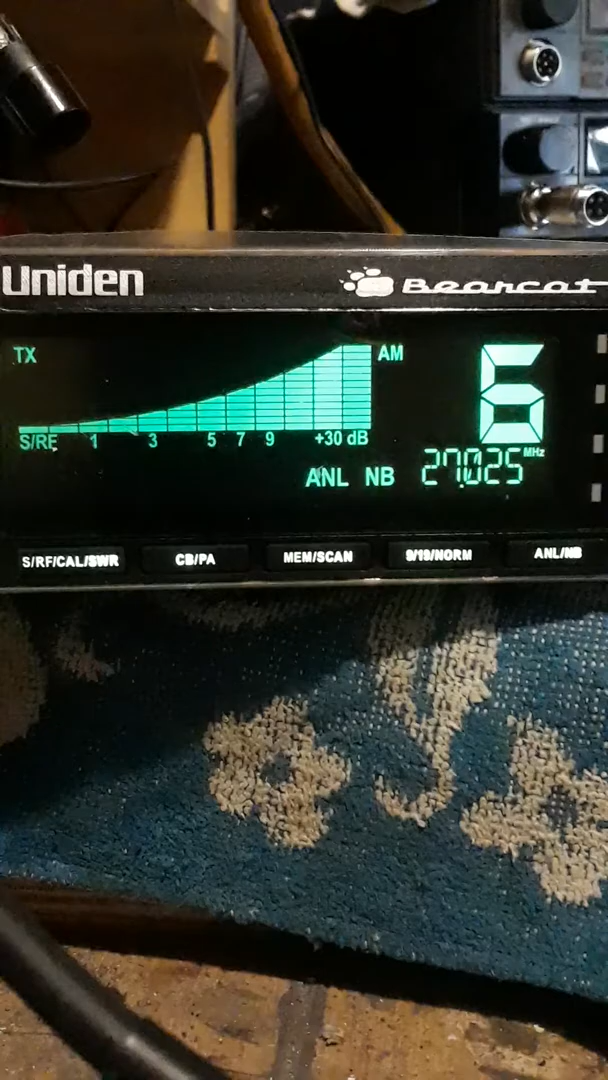 Uniden Bearcat
TX AM 6
S/RF 1 3 5 7 9 +30 dB
ANL NB 27.025 MHz
S/RF/CAL/SWR CB/PA MEM/SCAN 9/19/NORM ANL/NB